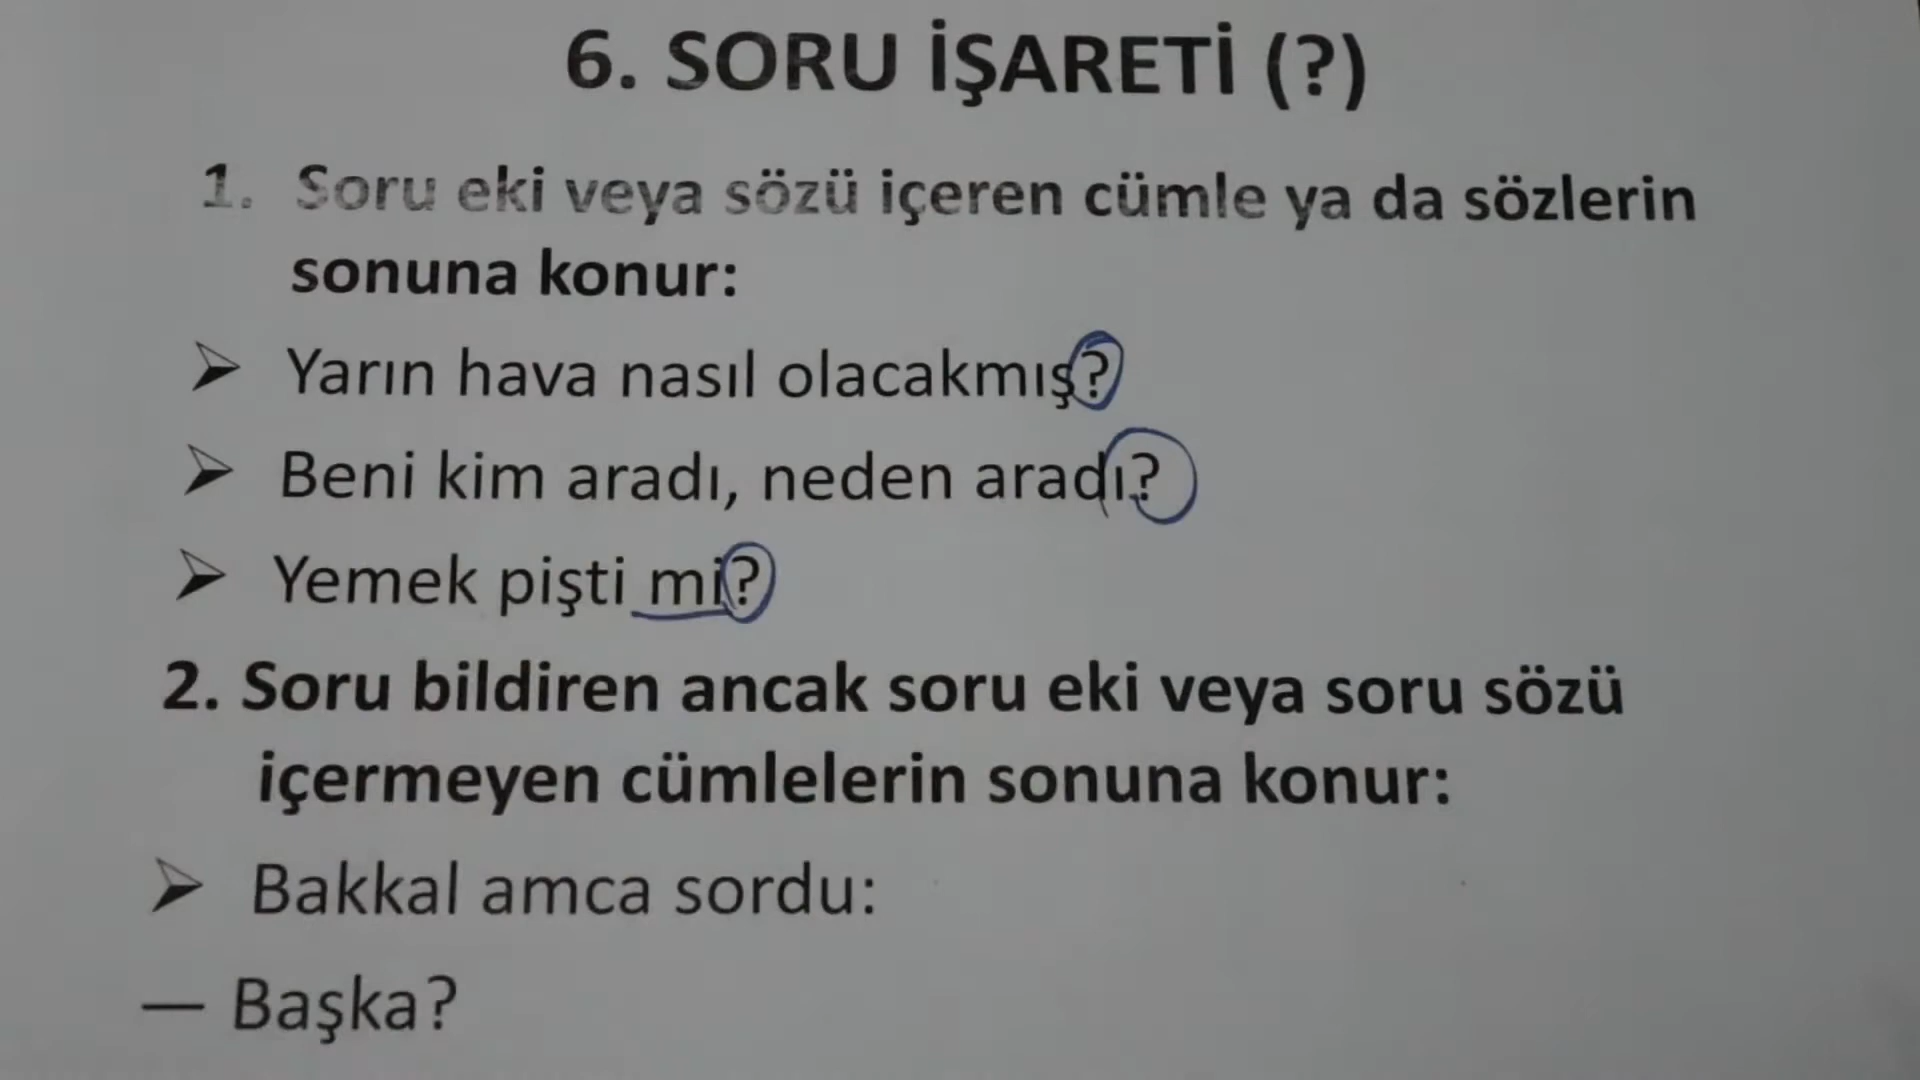 6. SORU İŞARETİ (?)
1. Soru eki veya sözü içeren cümle ya da sözlerin
sonuna konur:
➢ Yarın hava nasıl olacakmış?
➢ Beni kim aradı, neden aradı?
➢ Yemek pişti mi?
2. Soru bildiren ancak soru eki veya soru sözü
içermeyen cümlelerin sonuna konur:
➢ Bakkal amca sordu:
— Başka?